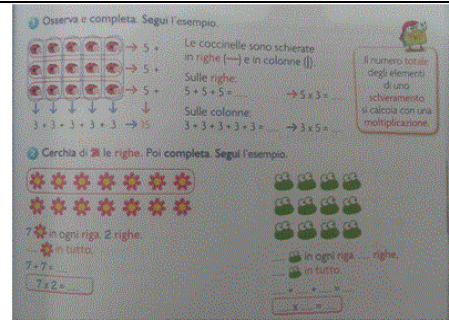 1 Osserva e completa. Segui l'esempio.
→ 5 +
→ 5 +
→ 5 +
3 + 3 + 3 + 3 + 3 → 15
Le coccinelle sono schierate
in righe (—) e in colonne (|).
Sulle righe:
5 + 5 + 5 = ... → 5 x 3 = ...
Sulle colonne:
3 + 3 + 3 + 3 + 3 = ... → 3 x 5 = ...
Il numero totale
degli elementi
di uno
schieramento
si calcola con una
moltiplicazione.
2 Cerchia di le righe. Poi completa. Segui l'esempio.
7 in ogni riga, 2 righe.
... in tutto.
7 + 7 = ...
7 x 2 = ...
... in ogni riga, ... righe.
... in tutto.
... + ... + ... = ...
... x ... = ...